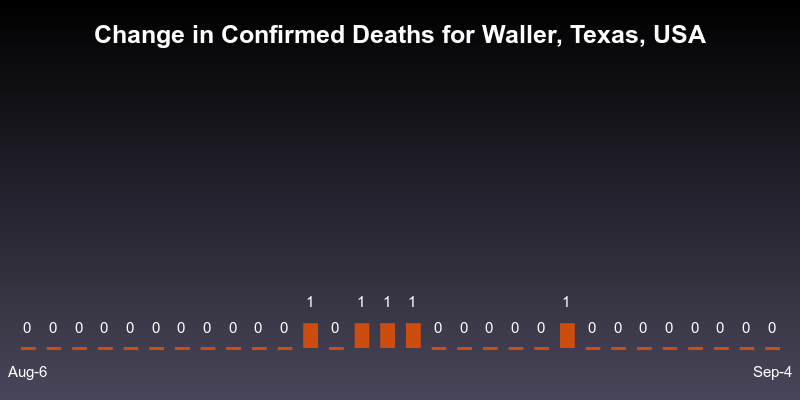 Change in Confirmed Deaths for Waller, Texas, USA
1 1 1 1 1
0 0 0 0 0 0 0 0 0 0 0 0 0 0 0 0 0 0 0 0 0 0 0 0 0
Aug-6 Sep-4